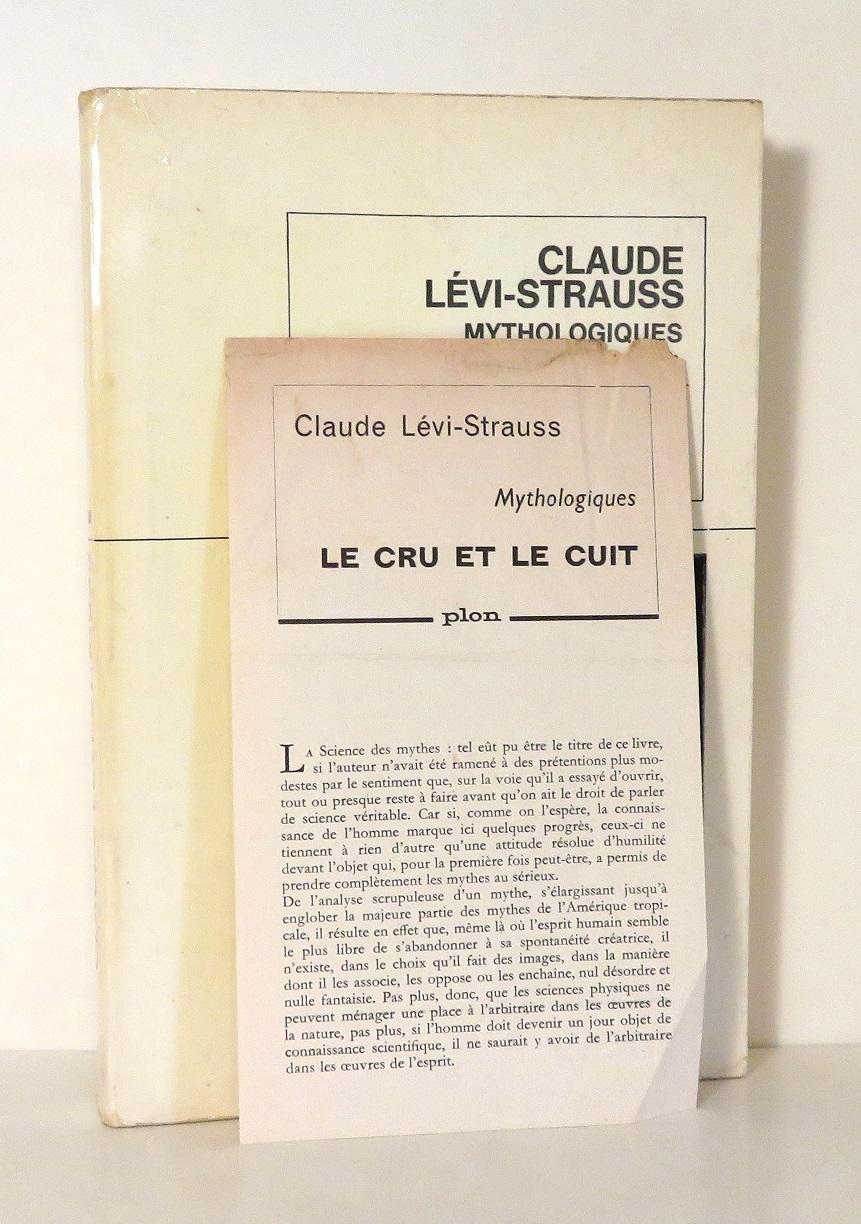 CLAUDE
LÉVI-STRAUSS
MYTHOLOGIQUES
Claude Lévi-Strauss
Mythologiques
LE CRU ET LE CUIT
plon
LA Science des mythes : tel eût pu être le titre de ce livre,
si l'auteur n'avait été ramené à des prétentions plus mo-
destes par le sentiment que, sur la voie qu'il a essayé d'ouvrir,
tout ou presque reste à faire avant qu'on ait le droit de parler
de science véritable. Car si, comme on l'espère, la connais-
sance de l'homme marque ici quelques progrès, ceux-ci ne
tiennent à rien d'autre qu'une attitude résolue d'humilité
devant l'objet qui, pour la première fois peut-être, a permis de
prendre complètement les mythes au sérieux.
De l'analyse scrupuleuse d'un mythe, s'élargissant jusqu'à
englober la majeure partie des mythes de l'Amérique tropi-
cale, il résulte en effet que, même là où l'esprit humain semble
le plus libre de s'abandonner à sa spontanéité créatrice, il
n'existe, dans le choix qu'il fait des images, dans la manière
dont il les associe, les oppose ou les enchaîne, nul désordre et
nulle fantaisie. Pas plus, donc, que les sciences physiques ne
peuvent ménager une place à l'arbitraire dans les œuvres de
la nature, pas plus, si l'homme doit devenir un jour objet de
connaissance scientifique, il ne saurait y avoir de l'arbitraire
dans les œuvres de l'esprit.